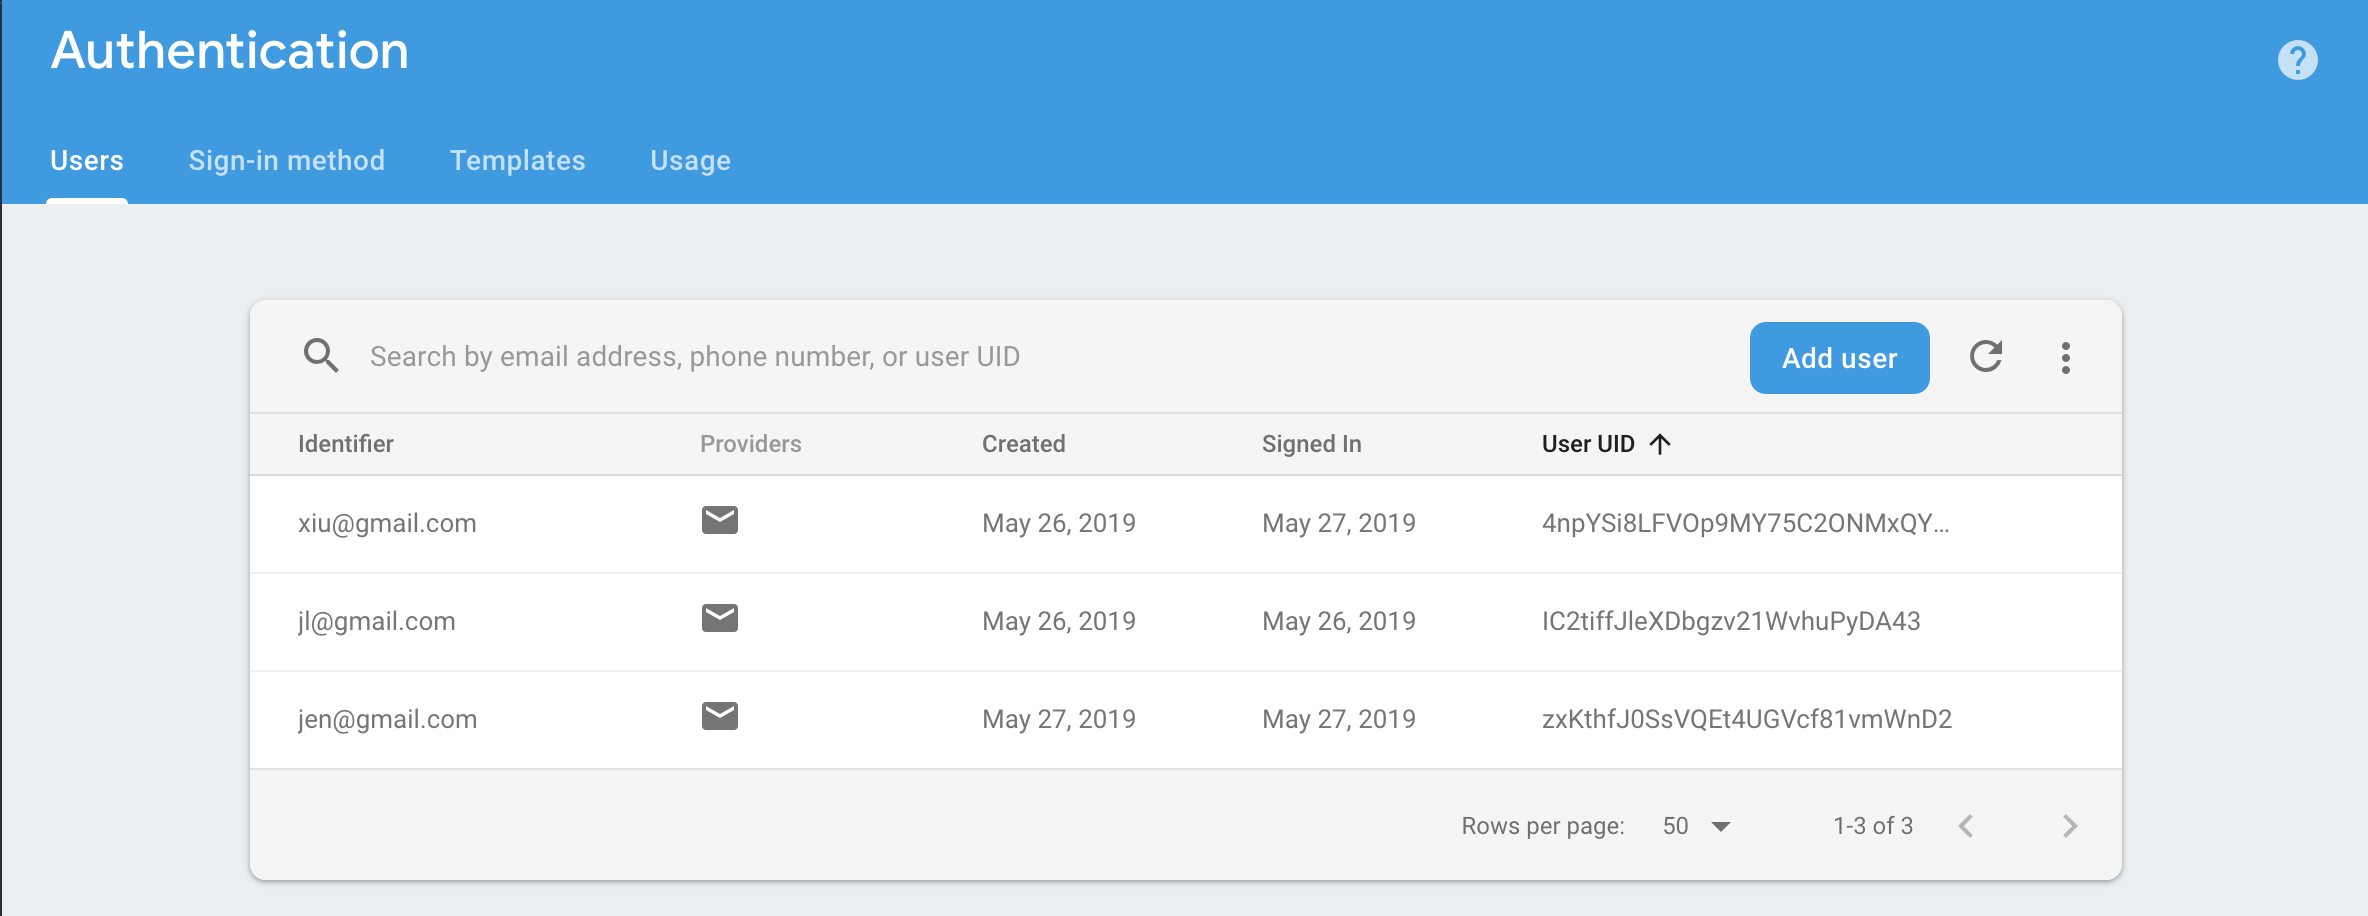 Authentication
?
Users Sign-in method Templates Usage
Search by email address, phone number, or user UID Add user
Identifier Providers Created Signed In User UID
xiu@gmail.com May 26, 2019 May 27, 2019 4npYSi8LFVOp9MY75C2ONMxQY...
jl@gmail.com May 26, 2019 May 26, 2019 IC2tiffJleXDbgzv21WvhuPyDA43
jen@gmail.com May 27, 2019 May 27, 2019 zxKthfJ0SsVQEt4UGVcf81vmWnD2
Rows per page: 50 1-3 of 3